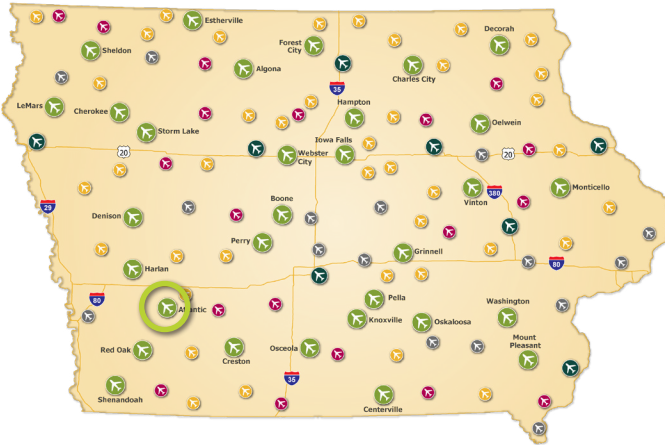 Estherville
Decorah
Forest
City
Sheldon
Algona
Charles City
35
LeMars
Cherokee
Hampton
Storm Lake
Oelwein
Iowa Falls
20
Webster
City
20
29
Denison
Boone
Vinton
380
Monticello
Perry
Grinnell
Harlan
80
80
Atlantic
Pella
Washington
Knoxville
Oskaloosa
Red Oak
Creston
Osceola
Mount
Pleasant
35
Shenandoah
Centerville